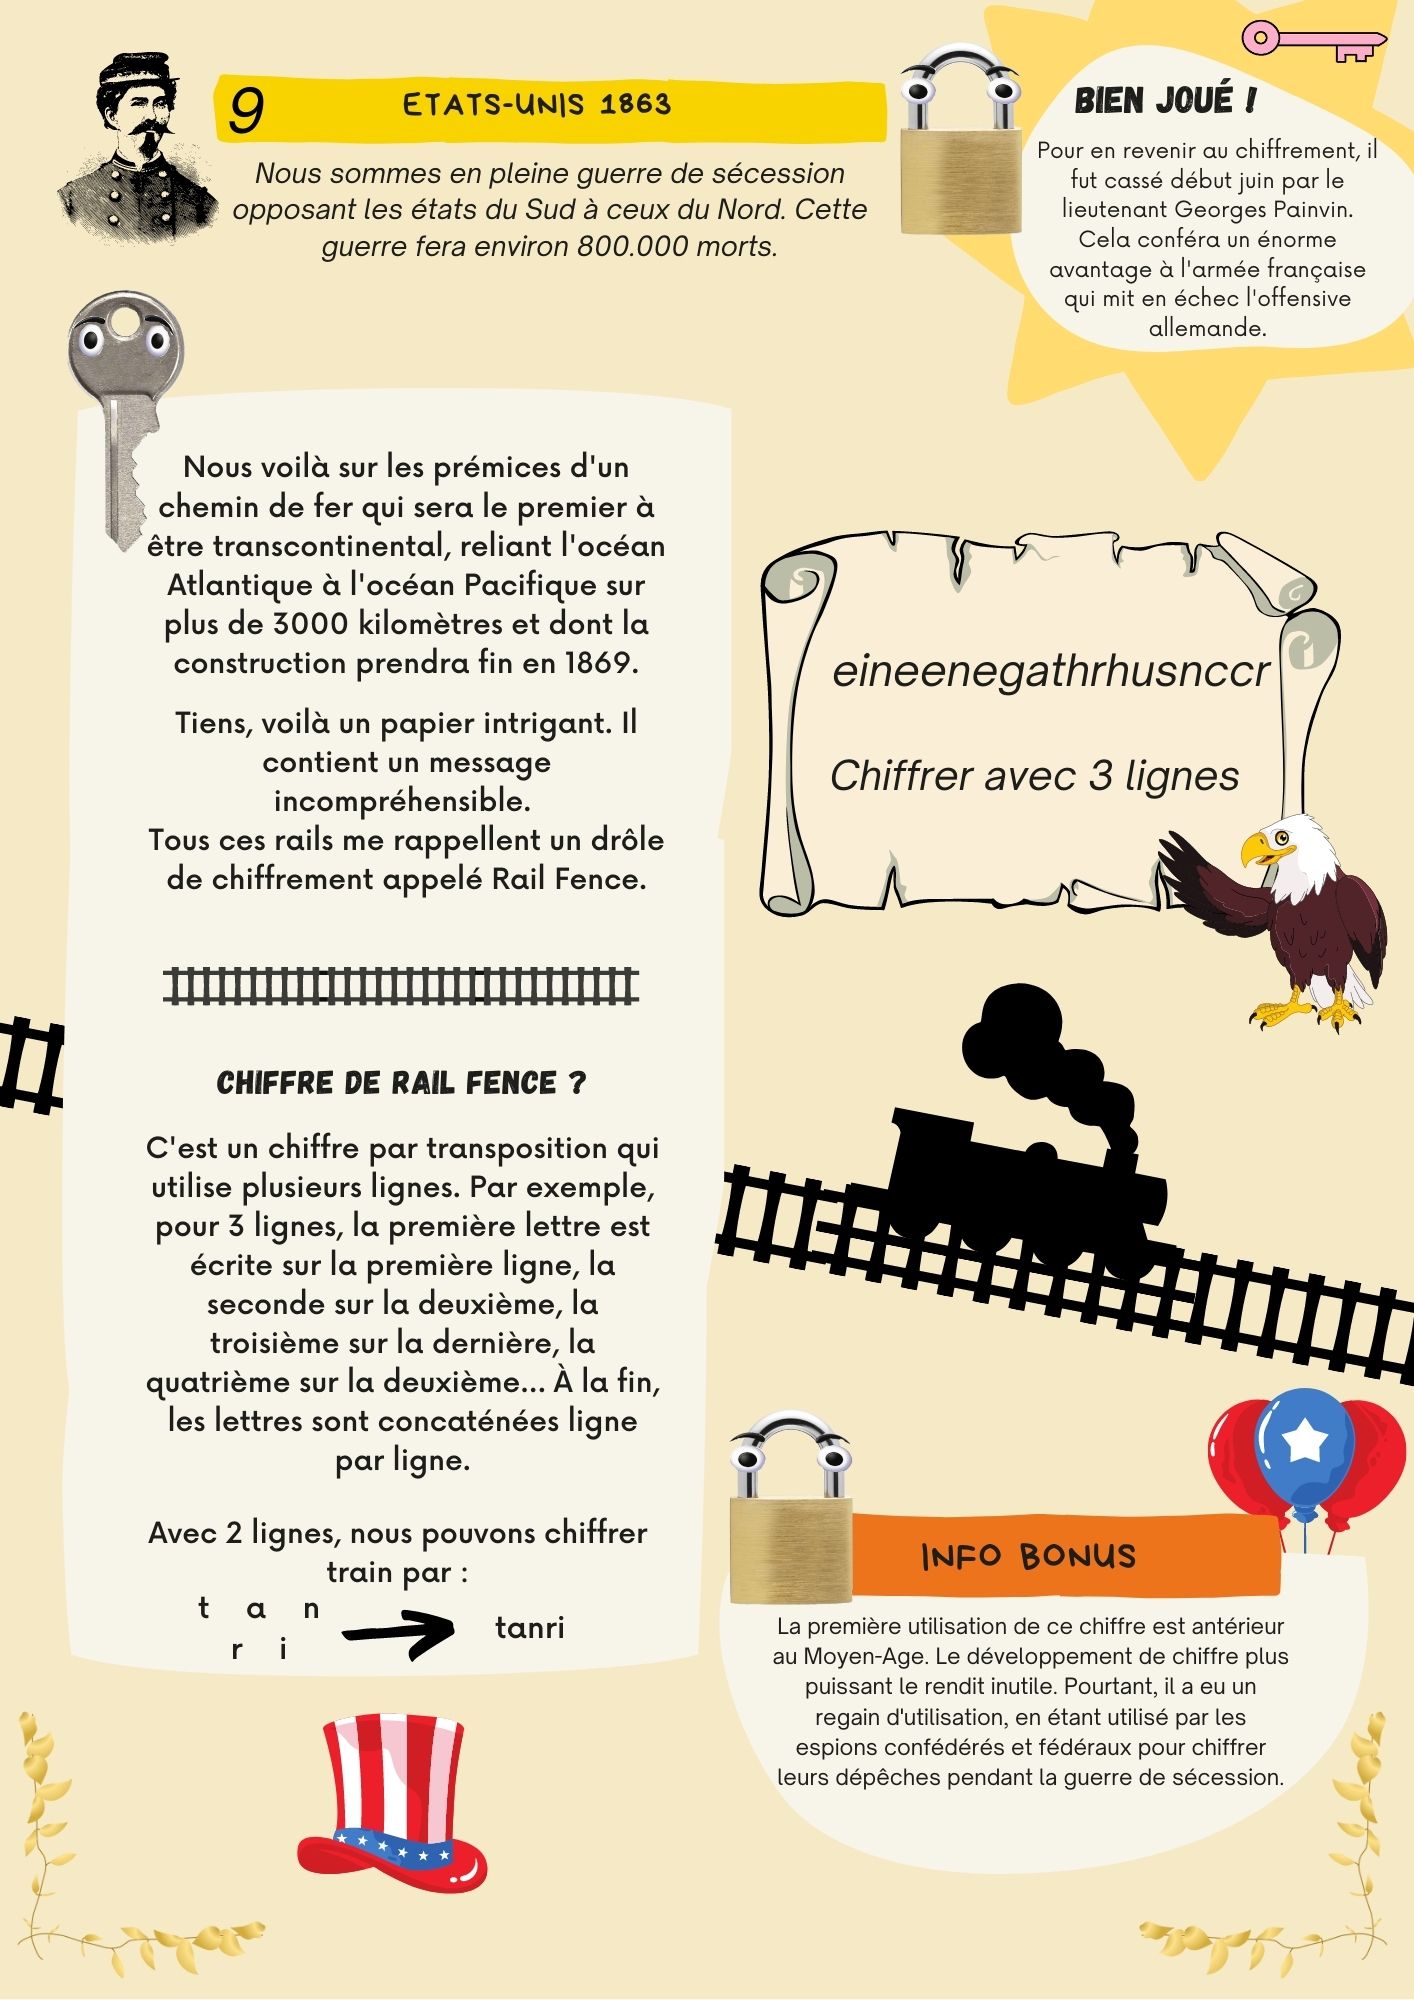 9
ETATS-UNIS 1863
Nous sommes en pleine guerre de sécession
opposant les états du Sud à ceux du Nord. Cette
guerre fera environ 800.000 morts.
BIEN JOUÉ !
Pour en revenir au chiffrement, il
fut cassé début juin par le
lieutenant Georges Painvin.
Cela conféra un énorme
avantage à l'armée française
qui mit en échec l'offensive
allemande.
Nous voilà sur les prémices d'un
chemin de fer qui sera le premier à
être transcontinental, reliant l'océan
Atlantique à l'océan Pacifique sur
plus de 3000 kilomètres et dont la
construction prendra fin en 1869.
Tiens, voilà un papier intrigant. Il
contient un message
incompréhensible.
Tous ces rails me rappellent un drôle
de chiffrement appelé Rail Fence.
eineenegathrhusnccr
Chiffrer avec 3 lignes
CHIFFRE DE RAIL FENCE ?
C'est un chiffre par transposition qui
utilise plusieurs lignes. Par exemple,
pour 3 lignes, la première lettre est
écrite sur la première ligne, la
seconde sur la deuxième, la
troisième sur la dernière, la
quatrième sur la deuxième... À la fin,
les lettres sont concaténées ligne
par ligne.
Avec 2 lignes, nous pouvons chiffrer
train par :
t a n
r i
tanri
INFO BONUS
La première utilisation de ce chiffre est antérieur
au Moyen-Age. Le développement de chiffre plus
puissant le rendit inutile. Pourtant, il a eu un
regain d'utilisation, en étant utilisé par les
espions confédérés et fédéraux pour chiffrer
leurs dépêches pendant la guerre de sécession.